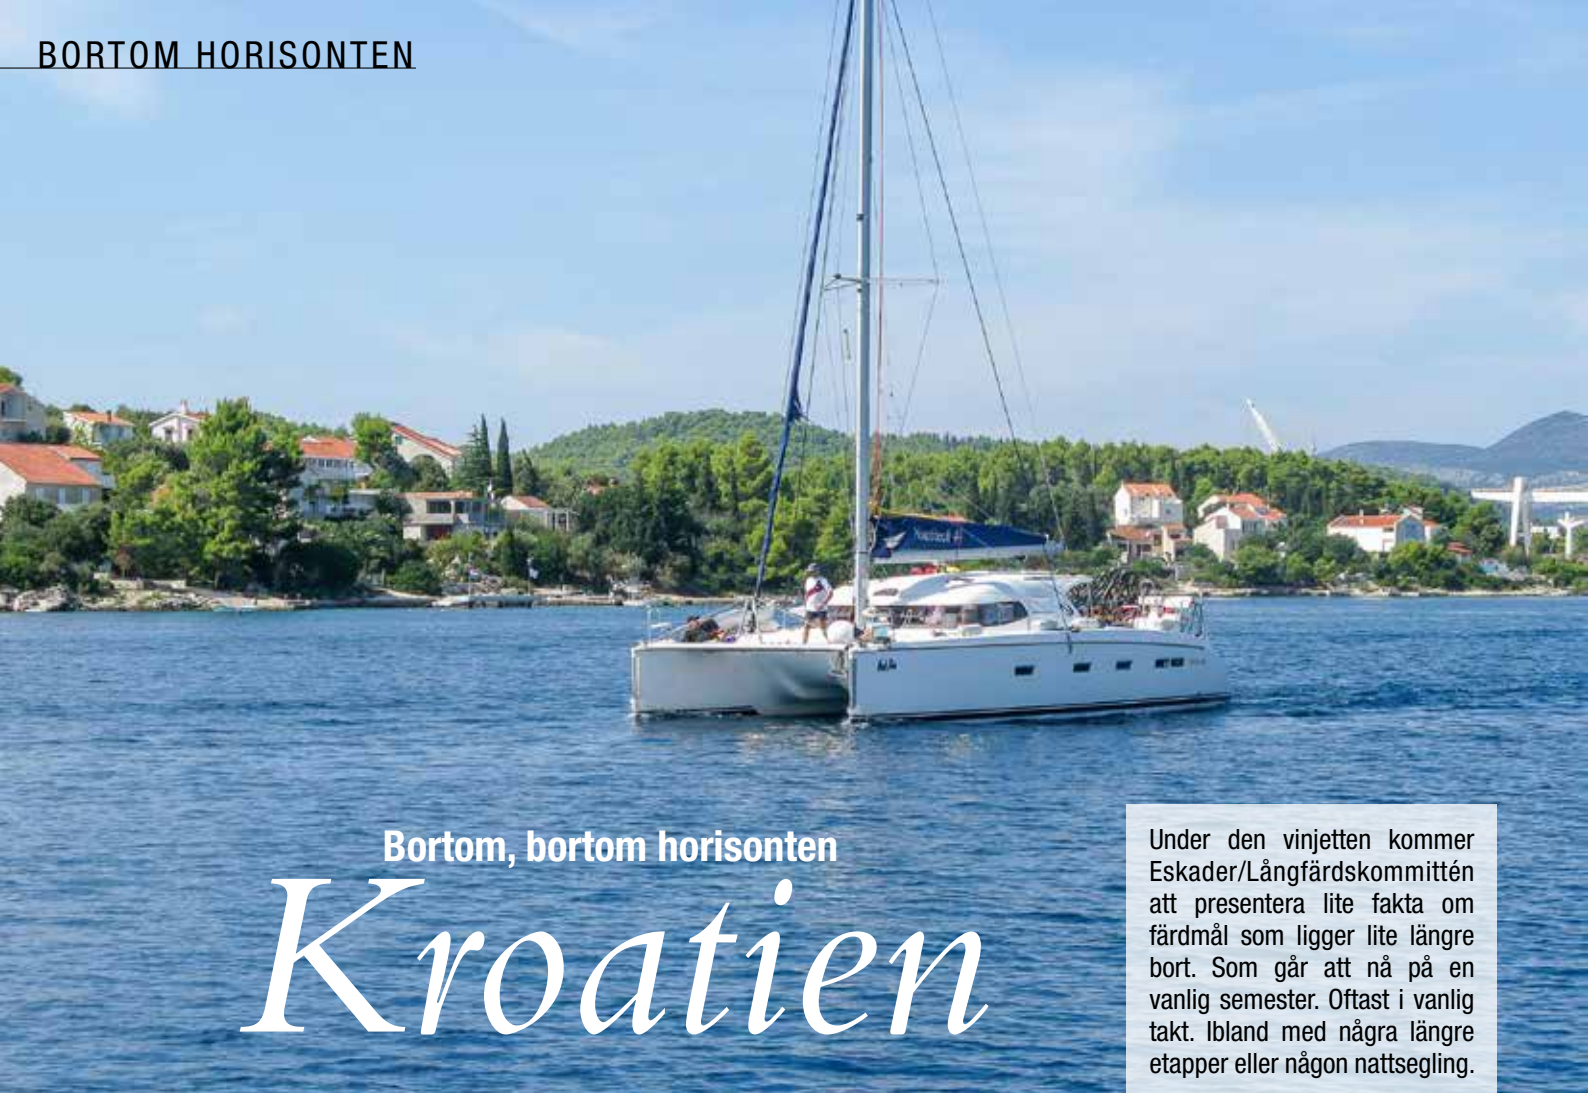 BORTOM HORISONTEN
Bortom, bortom horisonten
Kroatien
Under den vinjetten kommer
Eskader/Långfärdskommittén
att presentera lite fakta om
färdmål som ligger lite längre
bort. Som går att nå på en
vanlig semester. Oftast i vanlig
takt. Ibland med några längre
etapper eller någon nattsegling.